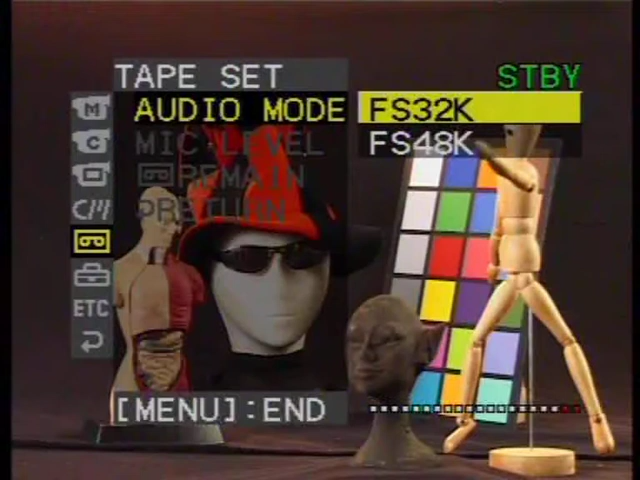 TAPE SET
STBY
AUDIO MODE
FS32K
MIC LEVEL
FS48K
REMAIN
RETURN
ETC
[MENU]:END